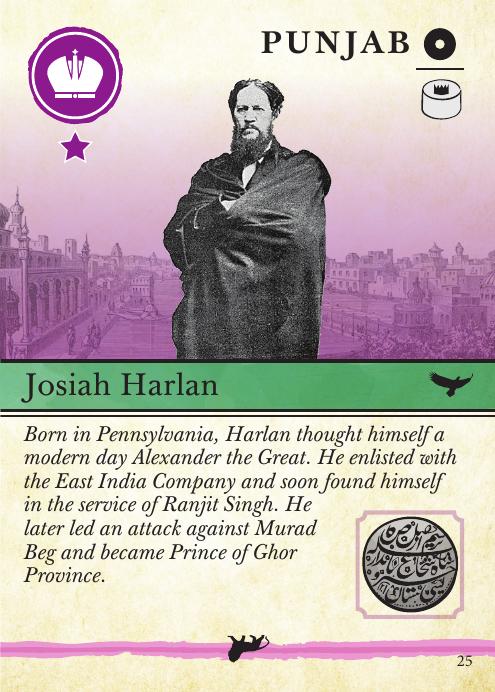 PUNJAB
Josiah Harlan
Born in Pennsylvania, Harlan thought himself a
modern day Alexander the Great. He enlisted with
the East India Company and soon found himself
in the service of Ranjit Singh. He
later led an attack against Murad
Beg and became Prince of Ghor
Province.
25